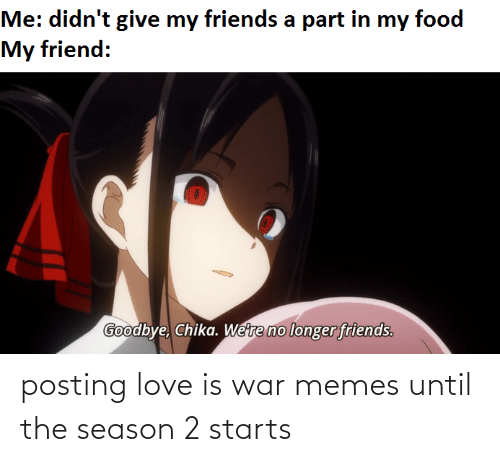 Me: didn't give my friends a part in my food
My friend:
Goodbye, Chika. We're no longer friends.
posting love is war memes until
the season 2 starts